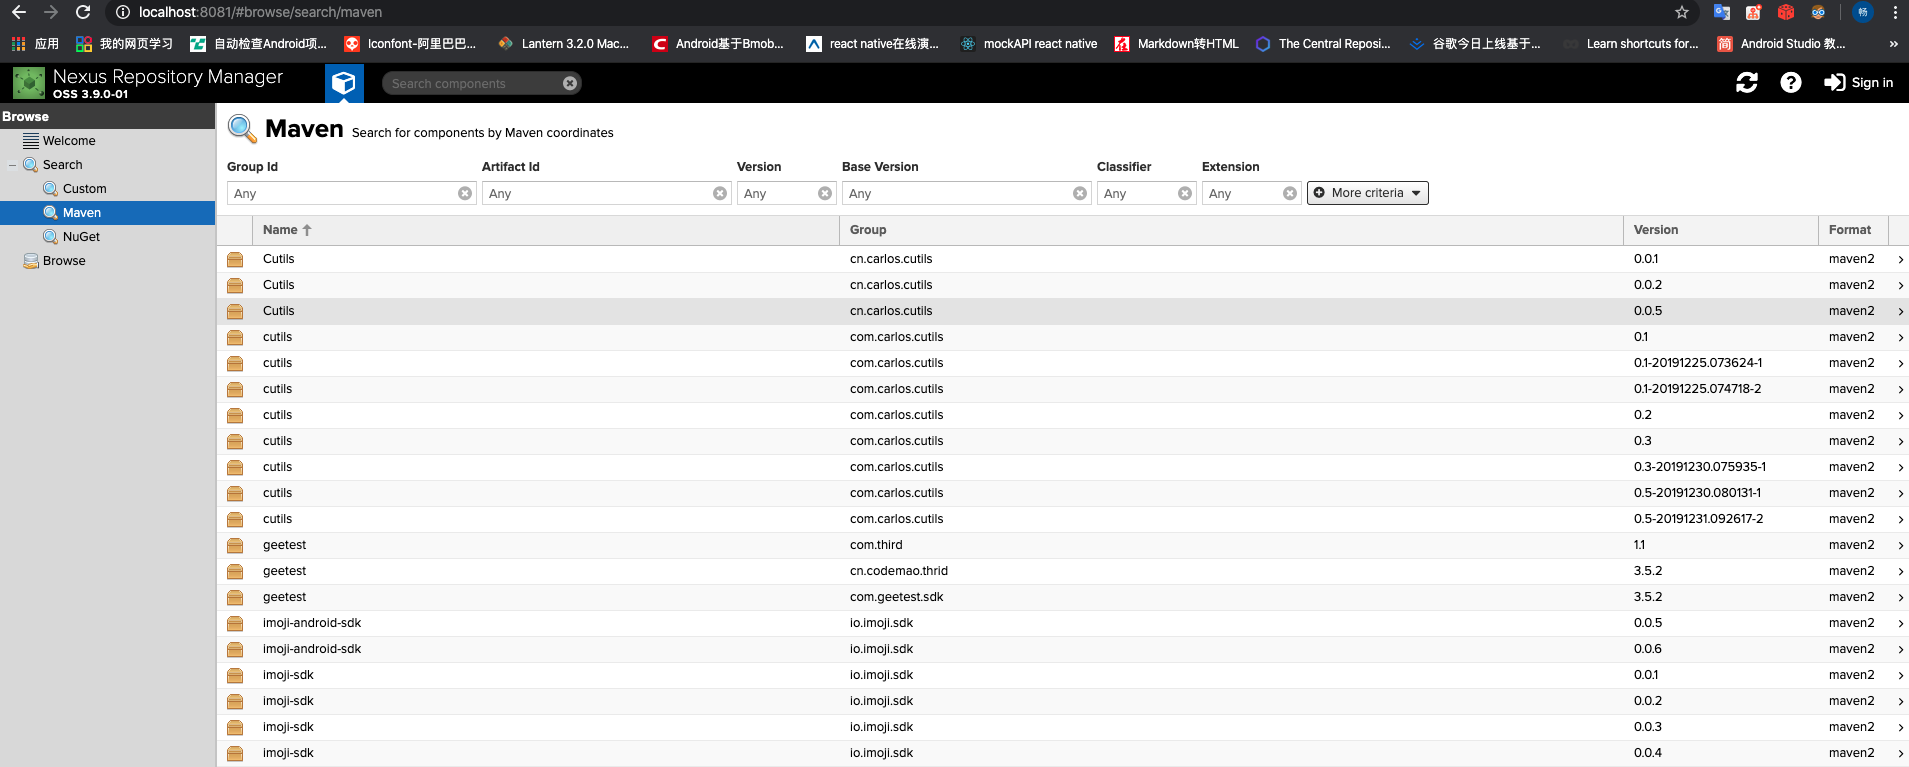 localhost:8081/#browse/search/maven
畅
应用 我的网页学习 自动检查Android项... Iconfont-阿里巴巴... Lantern 3.2.0 Mac... Android基于Bmob... react native在线演... mockAPI react native Markdown转HTML The Central Reposi... 谷歌今日上线基于... Learn shortcuts for... 简 Android Studio 教... »
Nexus Repository Manager
OSS 3.9.0-01
Search components
Sign in
Browse
Welcome
Search
Custom
Maven
NuGet
Browse
Maven Search for components by Maven coordinates
Group Id Artifact Id Version Base Version Classifier Extension
Any Any Any Any Any Any More criteria
Name Group Version Format
Cutils cn.carlos.cutils 0.0.1 maven2
Cutils cn.carlos.cutils 0.0.2 maven2
Cutils cn.carlos.cutils 0.0.5 maven2
cutils com.carlos.cutils 0.1 maven2
cutils com.carlos.cutils 0.1-20191225.073624-1 maven2
cutils com.carlos.cutils 0.1-20191225.074718-2 maven2
cutils com.carlos.cutils 0.2 maven2
cutils com.carlos.cutils 0.3 maven2
cutils com.carlos.cutils 0.3-20191230.075935-1 maven2
cutils com.carlos.cutils 0.5-20191230.080131-1 maven2
cutils com.carlos.cutils 0.5-20191231.092617-2 maven2
geetest com.third 1.1 maven2
geetest cn.codemao.thrid 3.5.2 maven2
geetest com.geetest.sdk 3.5.2 maven2
imoji-android-sdk io.imoji.sdk 0.0.5 maven2
imoji-android-sdk io.imoji.sdk 0.0.6 maven2
imoji-sdk io.imoji.sdk 0.0.1 maven2
imoji-sdk io.imoji.sdk 0.0.2 maven2
imoji-sdk io.imoji.sdk 0.0.3 maven2
imoji-sdk io.imoji.sdk 0.0.4 maven2